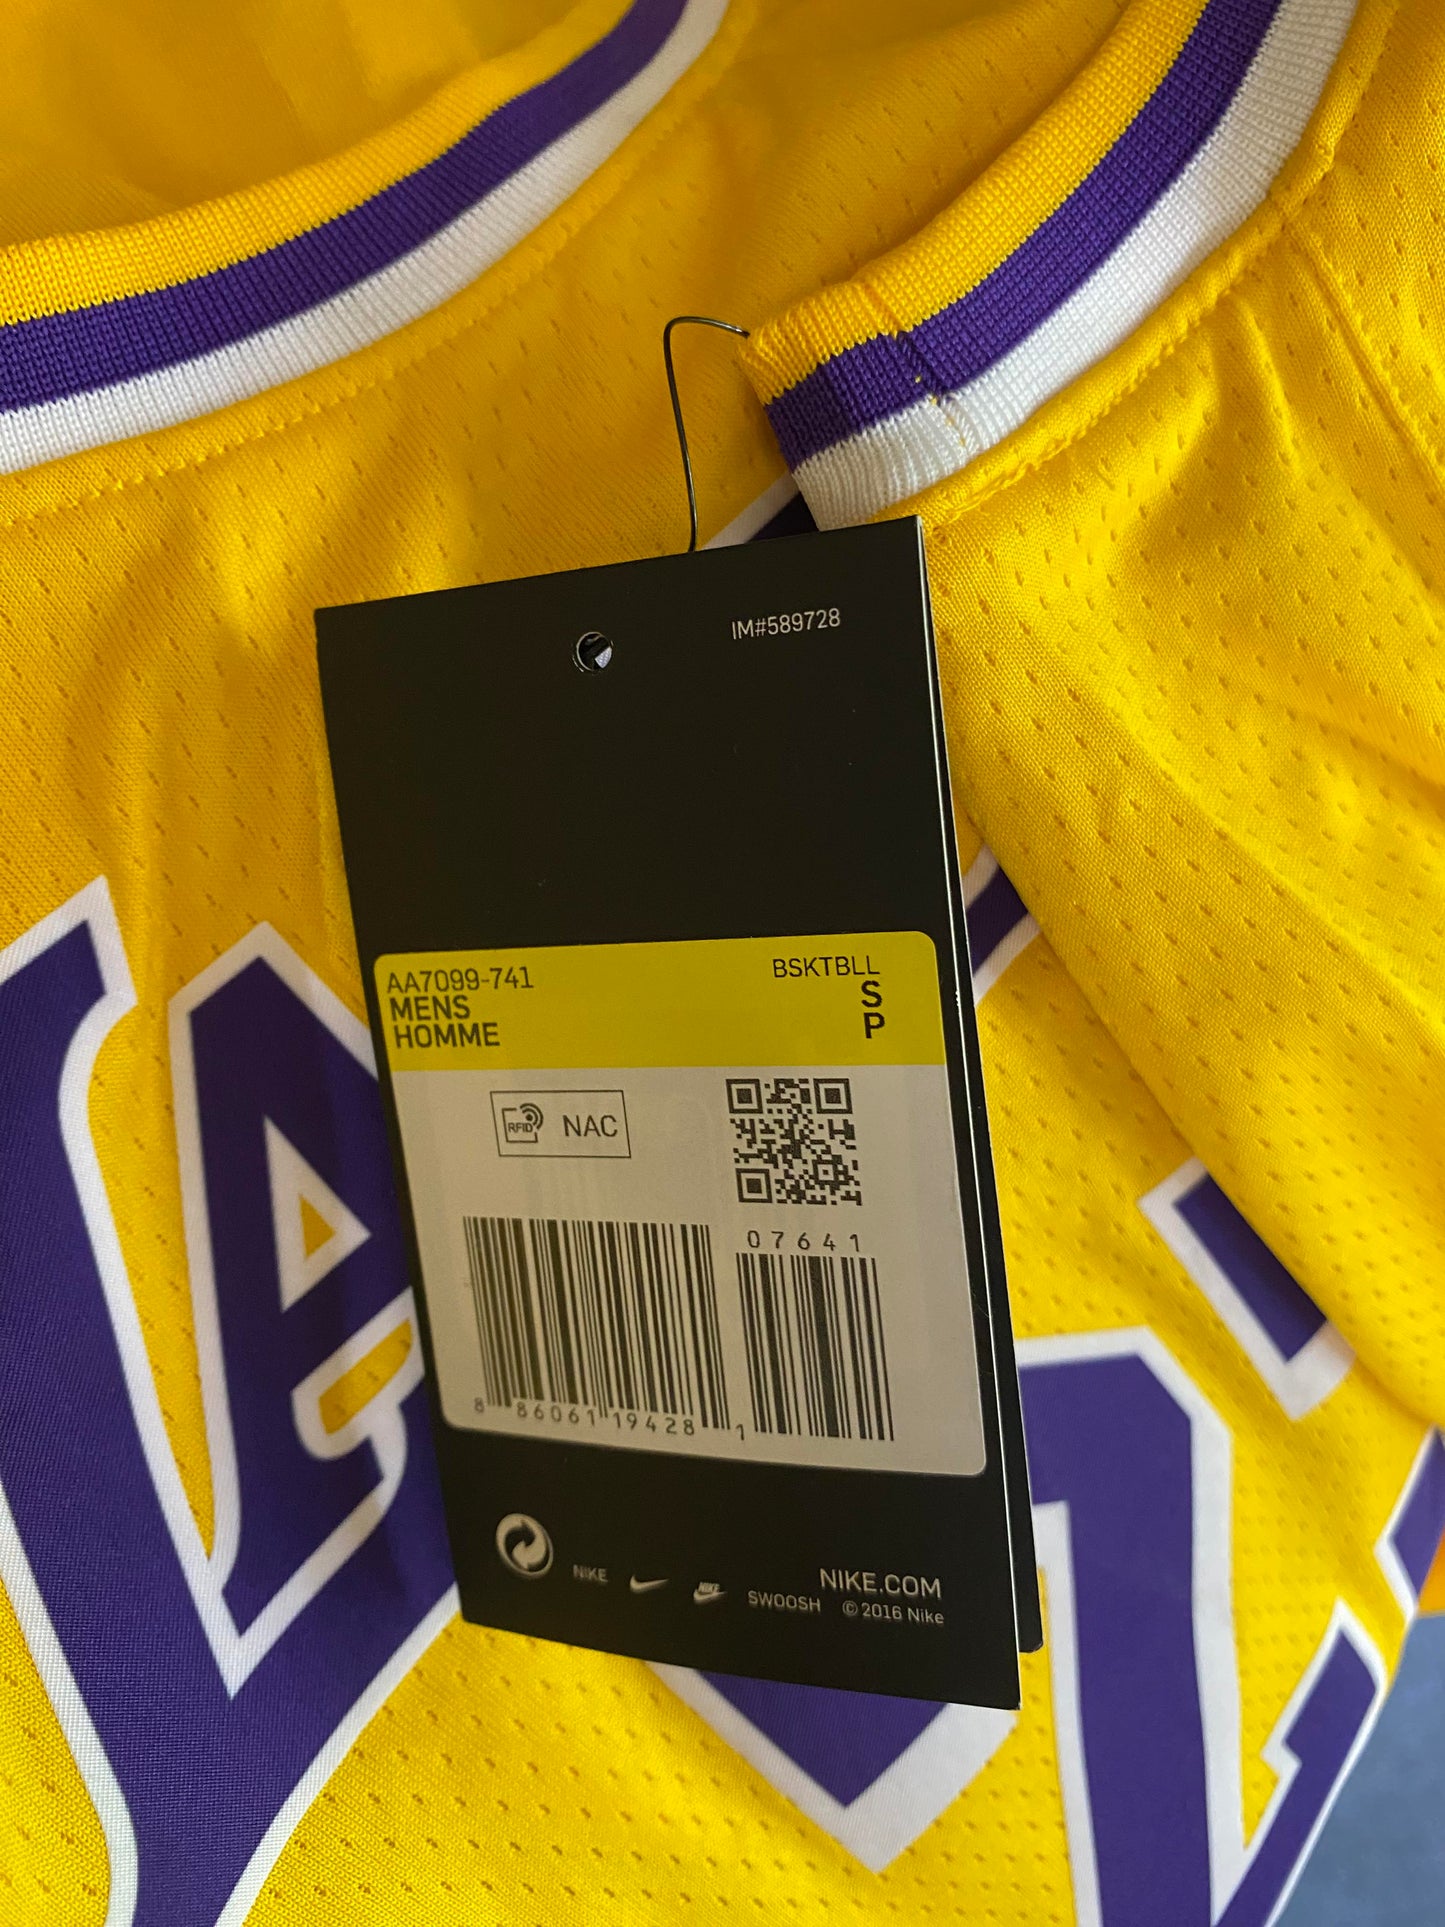 IM#589728
AA7099-741 BSKTBLL
MENS S
HOMME P
RFID NAC
07641
8 86061 19428 1
NIKE NIKE SWOOSH
NIKE.COM
© 2016 Nike